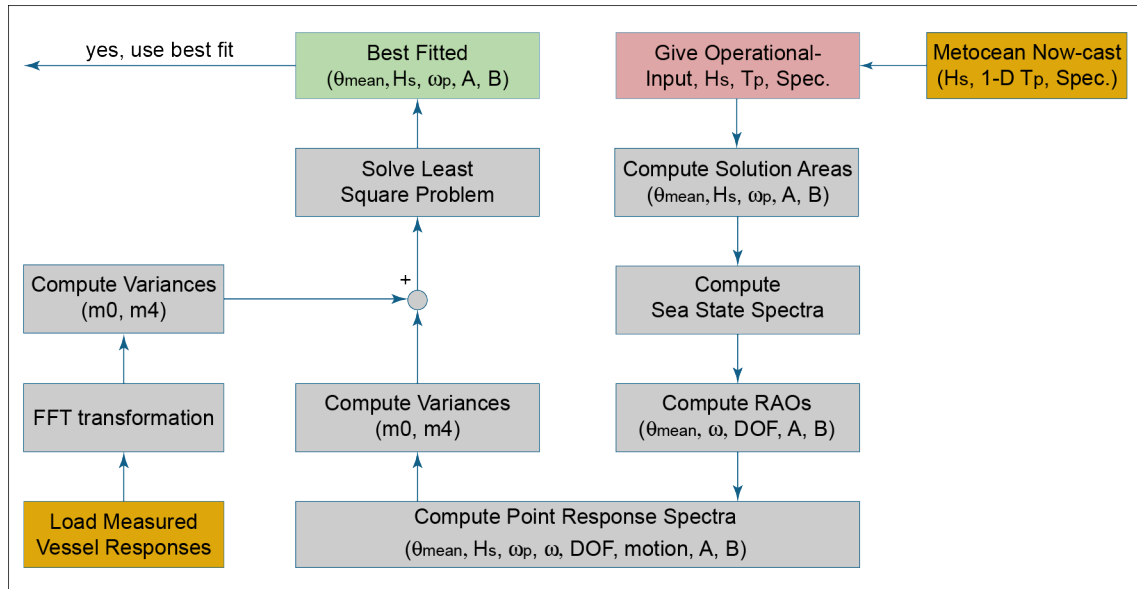 yes, use best fit
Best Fitted
(θmean, Hs, ωp, A, B)
Give Operational-
Input, Hs, Tp, Spec.
Metocean Now-cast
(Hs, 1-D Tp, Spec.)
Solve Least
Square Problem
Compute Solution Areas
(θmean, Hs, ωp, A, B)
Compute Variances
(m0, m4)
+
Compute
Sea State Spectra
FFT transformation
Compute Variances
(m0, m4)
Compute RAOs
(θmean, ω, DOF, A, B)
Load Measured
Vessel Responses
Compute Point Response Spectra
(θmean, Hs, ωp, ω, DOF, motion, A, B)